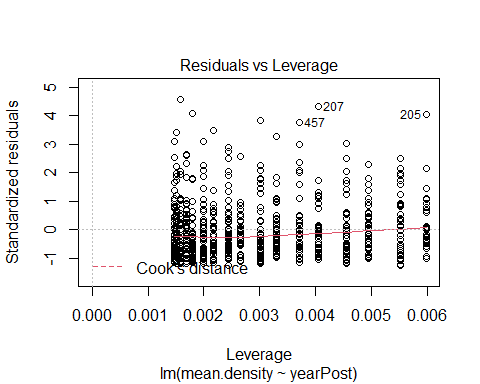 Residuals vs Leverage
Standardized residuals
5
4
3
2
1
0
-1
207
457
205
Cook's distance
0.000 0.001 0.002 0.003 0.004 0.005 0.006
Leverage
lm(mean.density ~ yearPost)